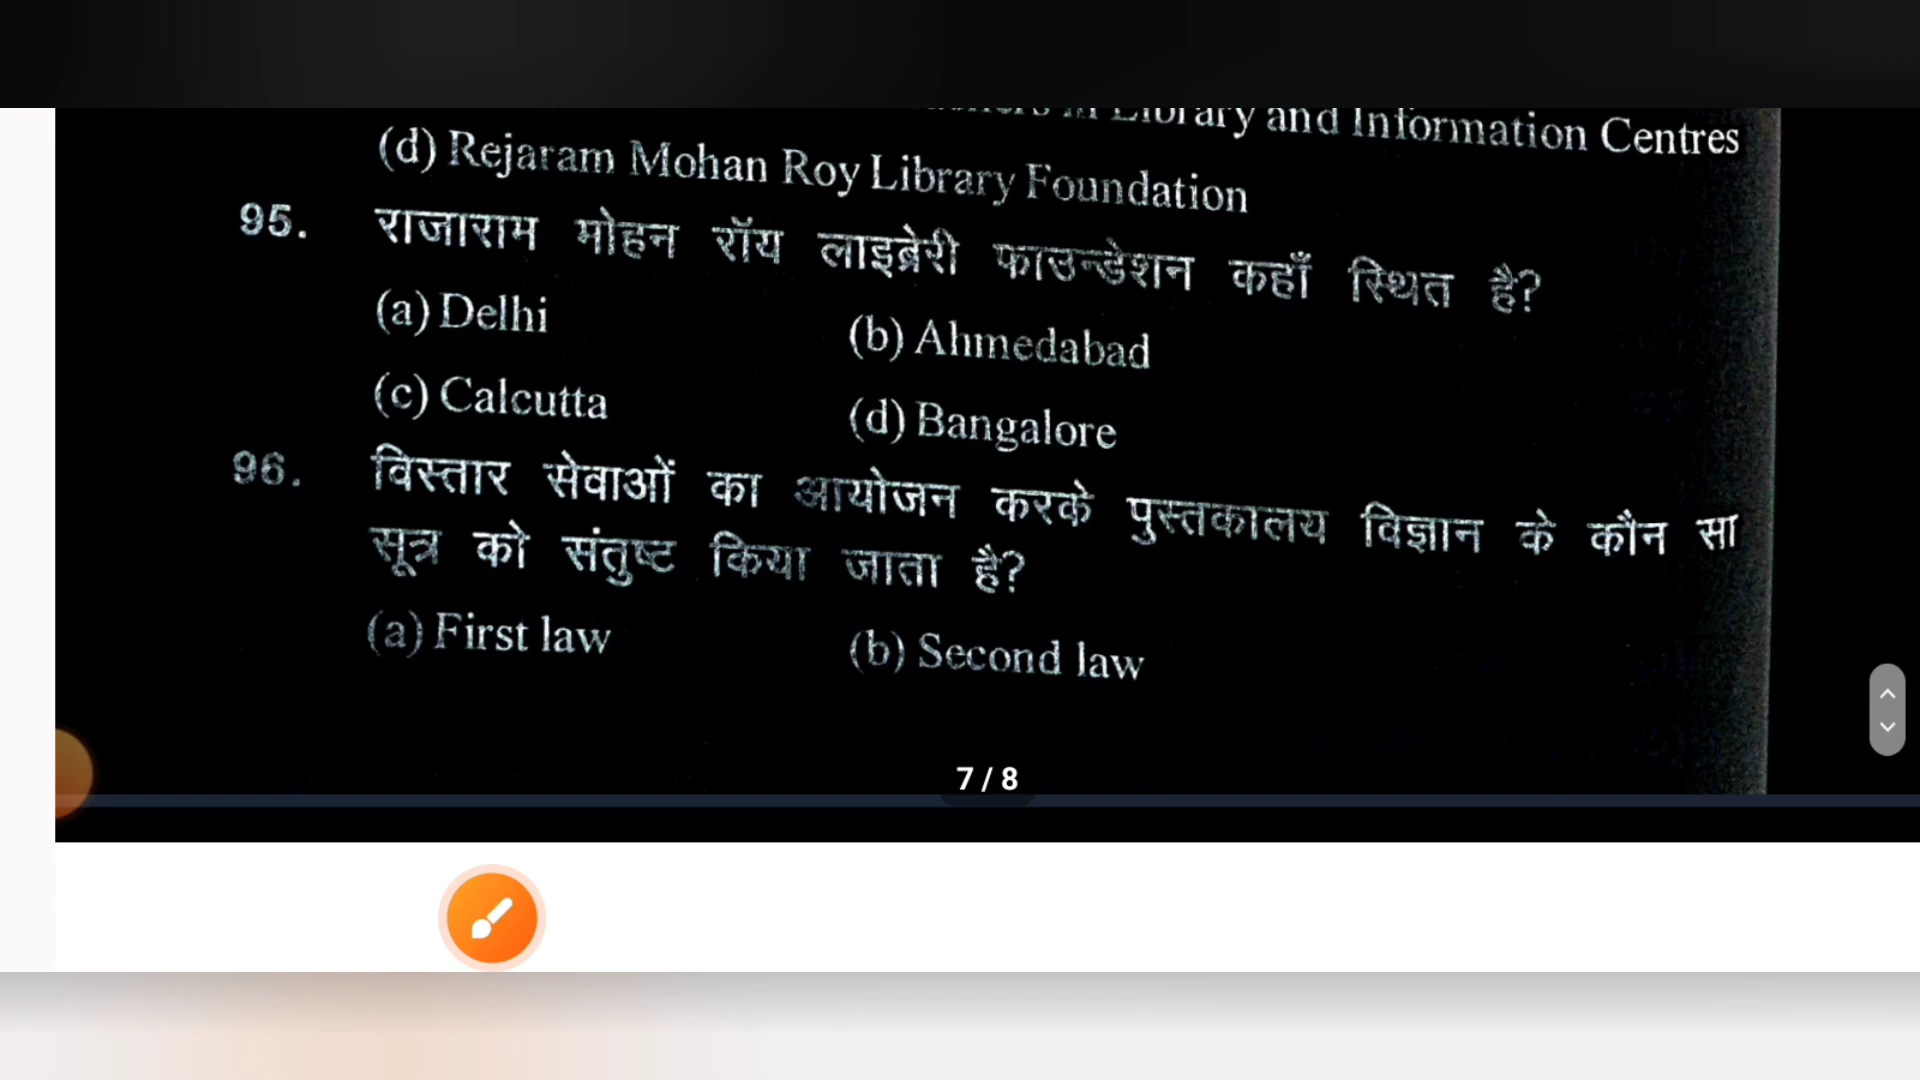 in Library and Information Centres
(d) Rejaram Mohan Roy Library Foundation
95. राजाराम मोहन रॉय लाइब्रेरी फाउन्डेशन कहाँ स्थित है?
(a) Delhi (b) Ahmedabad
(c) Calcutta (d) Bangalore
96. विस्तार सेवाओं का आयोजन करके पुस्तकालय विज्ञान के कौन सा
सूत्र को संतुष्ट किया जाता है?
(a) First law (b) Second law
7 / 8